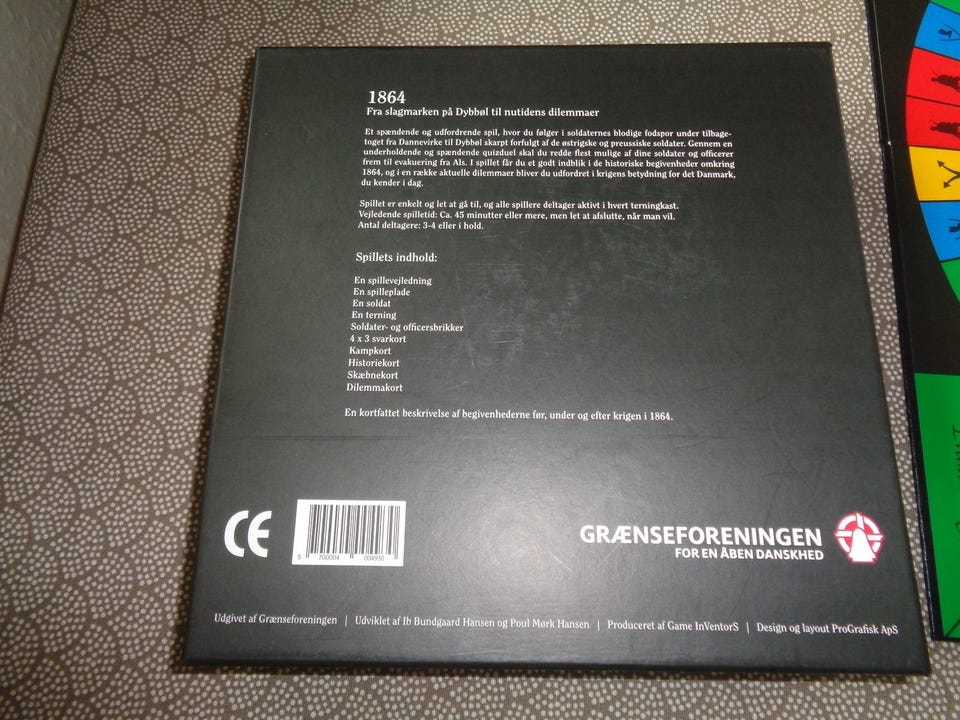 1864
Fra slagmarken på Dybbøl til nutidens dilemmaer
Et spændende og udfordrende spil, hvor du følger i soldaternes blodige fodspor under tilbage-
toget fra Dannevirke til Dybbøl skarpt forfulgt af de østrigske og preussiske soldater. Gennem en
underholdende og spændende quizduel skal du redde flest mulige af dine soldater og officerer
frem til evakuering fra Als. I spillet får du et godt indblik i de historiske begivenheder omkring
1864, og i en række aktuelle dilemmaer bliver du udfordret i krigens betydning for det Danmark,
du kender i dag.
Spillet er enkelt og let at gå til, og alle spillere deltager aktivt i hvert terningkast.
Vejledende spilletid: Ca. 45 minutter eller mere, men let at afslutte, når man vil.
Antal deltagere: 3-4 eller i hold.
Spillets indhold:
En spillevejledning
En spilleplade
En soldat
En terning
Soldater- og officersbrikker
4 x 3 svarkort
Kampkort
Historiekort
Skæbnekort
Dilemmakort
En kortfattet beskrivelse af begivenhederne før, under og efter krigen i 1864.
CE
5 700004 004930
GRÆNSEFORENINGEN
FOR EN ÅBEN DANSKHED
Udgivet af Grænseforeningen | Udviklet af Ib Bundgaard Hansen og Poul Mørk Hansen | Produceret af Game InVentorS | Design og layout ProGrafisk ApS